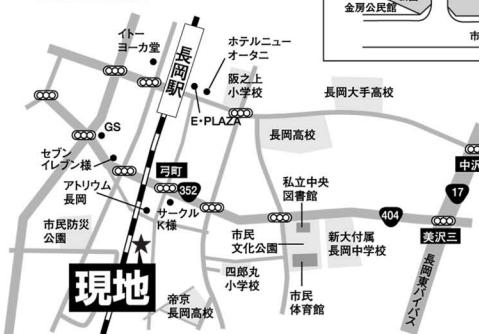 金房公民館
市
イトー
ヨーカ堂
長岡駅
ホテルニュー
オータニ
阪之上
小学校
長岡大手高校
E・PLAZA
GS
長岡高校
セブン
イレブン様
中沢
弓町
352
アトリウム
長岡
サークル
K様
私立中央
図書館
17
404
美沢三
市民防災
公園
市民
文化公園
新大付属
長岡中学校
長岡東バイパス
現地
四郎丸
小学校
帝京
長岡高校
市民
体育館